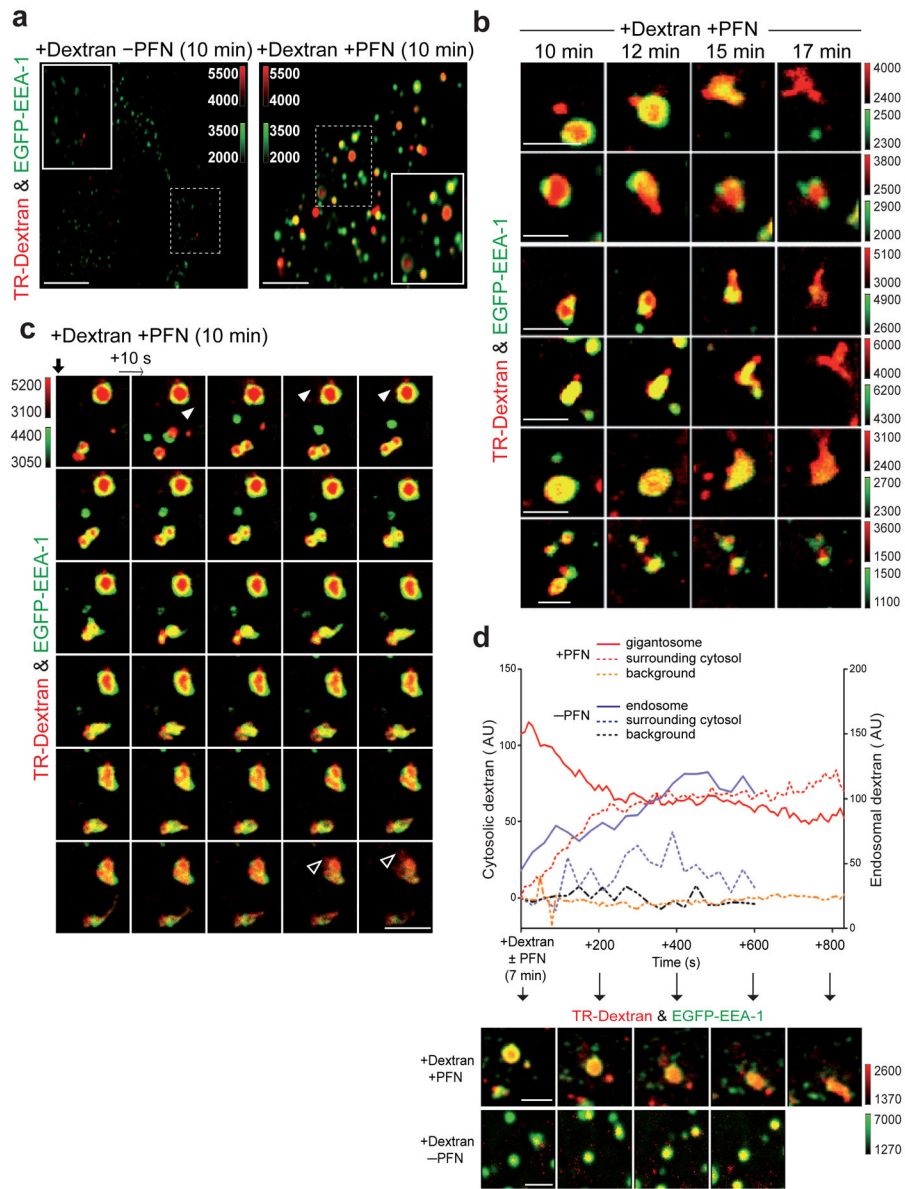 a
+Dextran −PFN (10 min)
+Dextran +PFN (10 min)
5500
4000
3500
2000
5500
4000
3500
2000
TR-Dextran & EGFP-EEA-1
b
+Dextran +PFN
10 min 12 min 15 min 17 min
4000
2400
2500
2300
3800
2500
2900
2000
5100
3000
4900
2600
6000
4000
6200
4300
3100
2400
2700
2300
3600
1500
1500
1100
TR-Dextran & EGFP-EEA-1
c
+Dextran +PFN (10 min)
+10 s
5200
3100
4400
3050
TR-Dextran & EGFP-EEA-1
d
+PFN
gigantosome
surrounding cytosol
background
−PFN
endosome
surrounding cytosol
background
150
100
50
0
Cytosolic dextran ( AU)
200
150
100
50
0
Endosomal dextran ( AU)
+Dextran
± PFN
(7 min)
+200 +400 +600 +800
Time (s)
TR-Dextran & EGFP-EEA-1
+Dextran
+PFN
2600
1370
+Dextran
−PFN
7000
1270